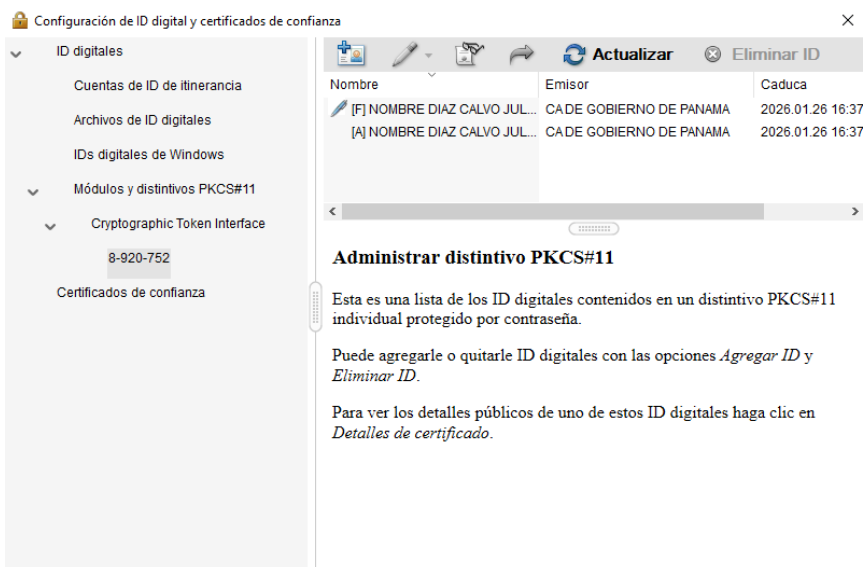 Configuración de ID digital y certificados de confianza
ID digitales
Cuentas de ID de itinerancia
Archivos de ID digitales
IDs digitales de Windows
Módulos y distintivos PKCS#11
Cryptographic Token Interface
8-920-752
Certificados de confianza
Actualizar Eliminar ID
Nombre Emisor Caduca
[F] NOMBRE DIAZ CALVO JUL... CA DE GOBIERNO DE PANAMA 2026.01.26 16:37
[A] NOMBRE DIAZ CALVO JUL... CA DE GOBIERNO DE PANAMA 2026.01.26 16:37
Administrar distintivo PKCS#11
Esta es una lista de los ID digitales contenidos en un distintivo PKCS#11
individual protegido por contraseña.
Puede agregarle o quitarle ID digitales con las opciones Agregar ID y
Eliminar ID.
Para ver los detalles públicos de uno de estos ID digitales haga clic en
Detalles de certificado.